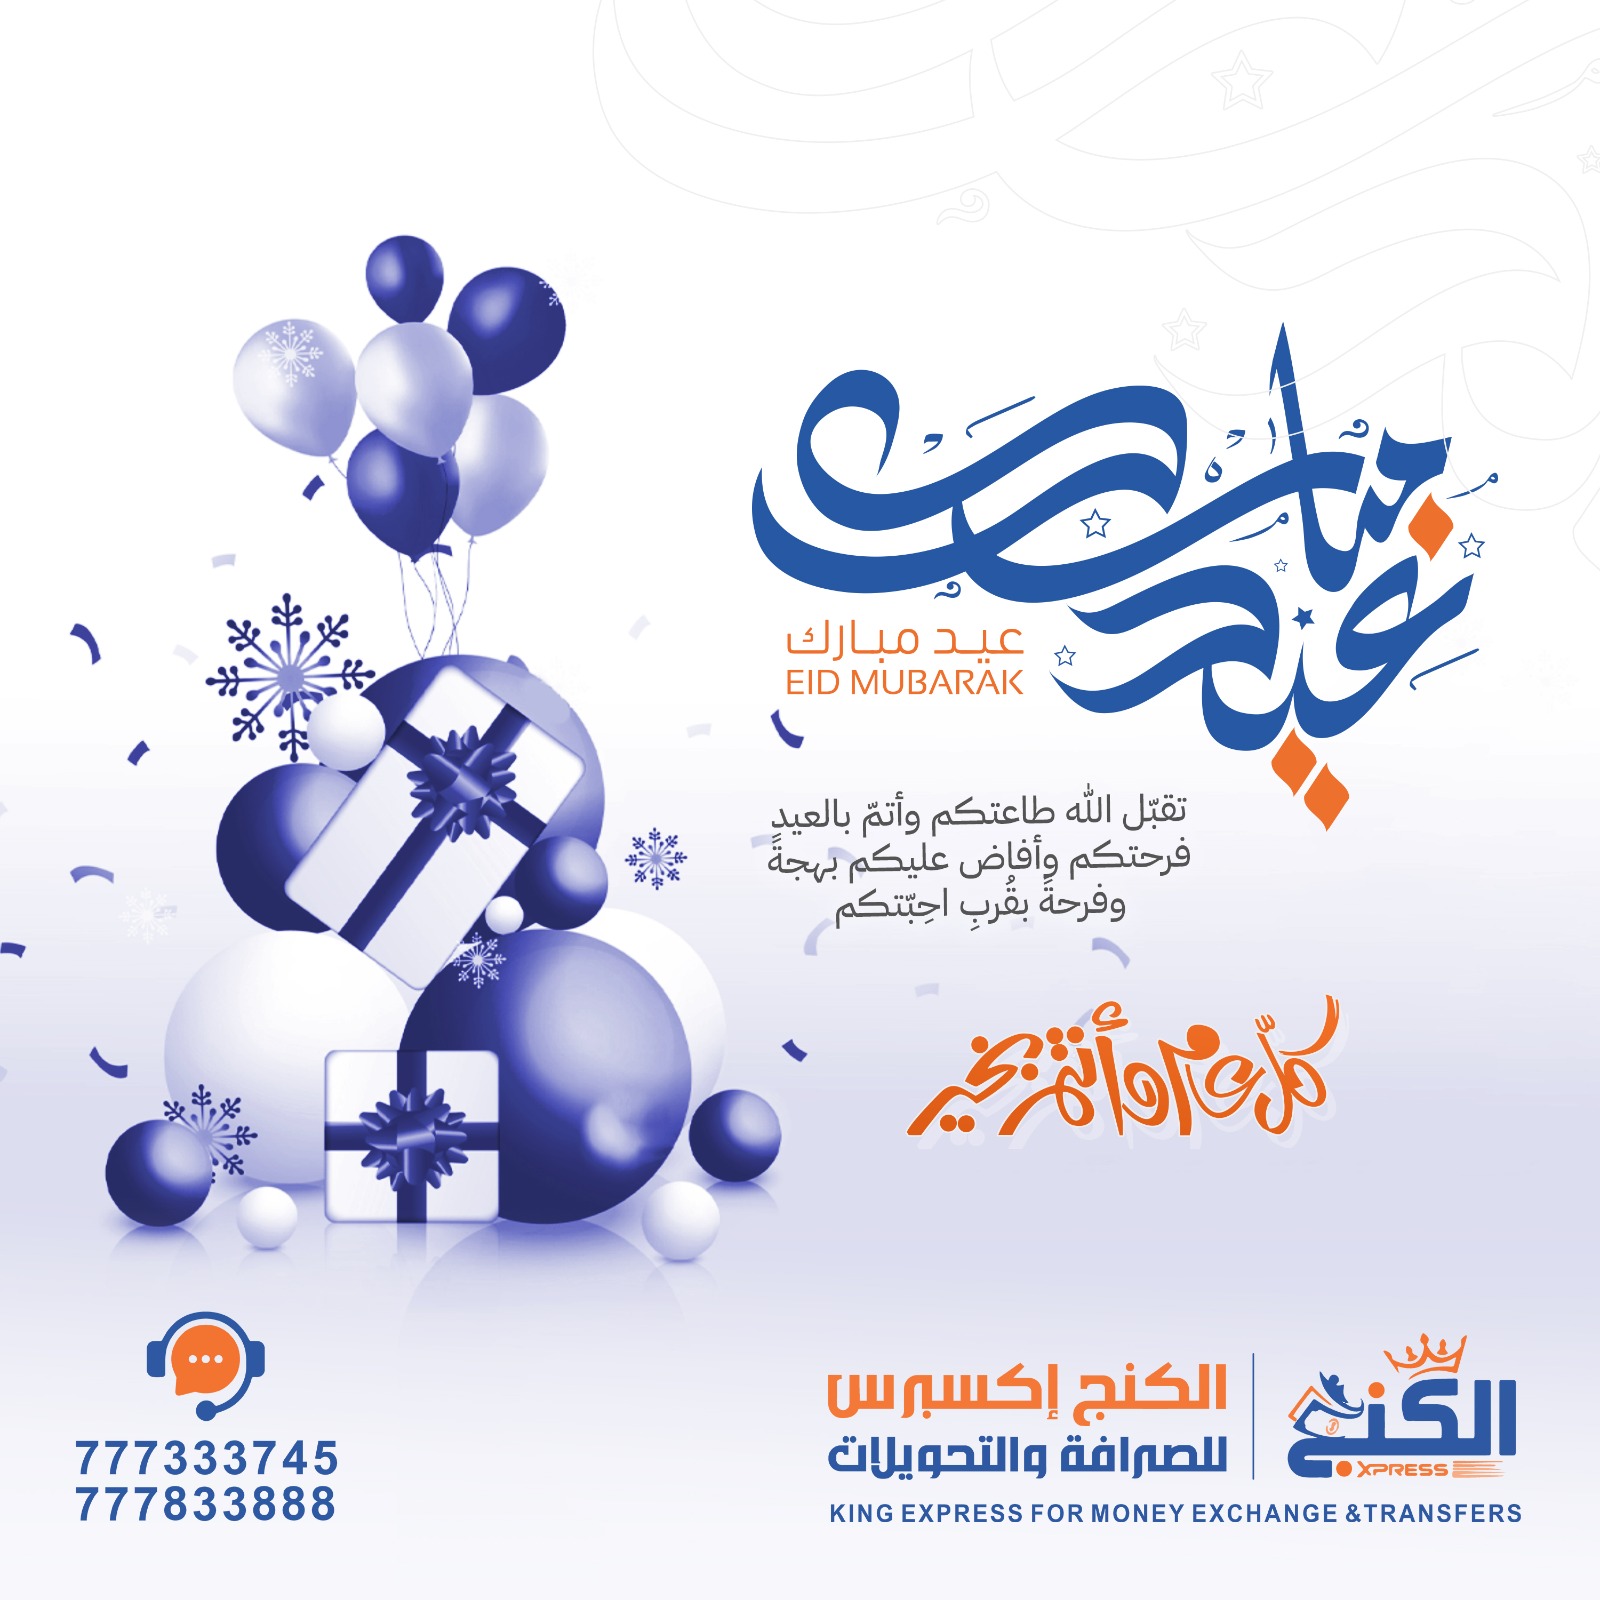 عيد مبارك
عيد مبارك
EID MUBARAK
تقبّل الله طاعتكم وأتمّ بالعيد
فرحتكم وأفاض عليكم بهجةً
وفرحةً بقُربِ احِبّتكم
كلّ عام وأنتم بخير
777333745
777833888
الكنج إكسبرس
للصرافة والتحويلات
الكنج
XPRESS
KING EXPRESS FOR MONEY EXCHANGE &TRANSFERS